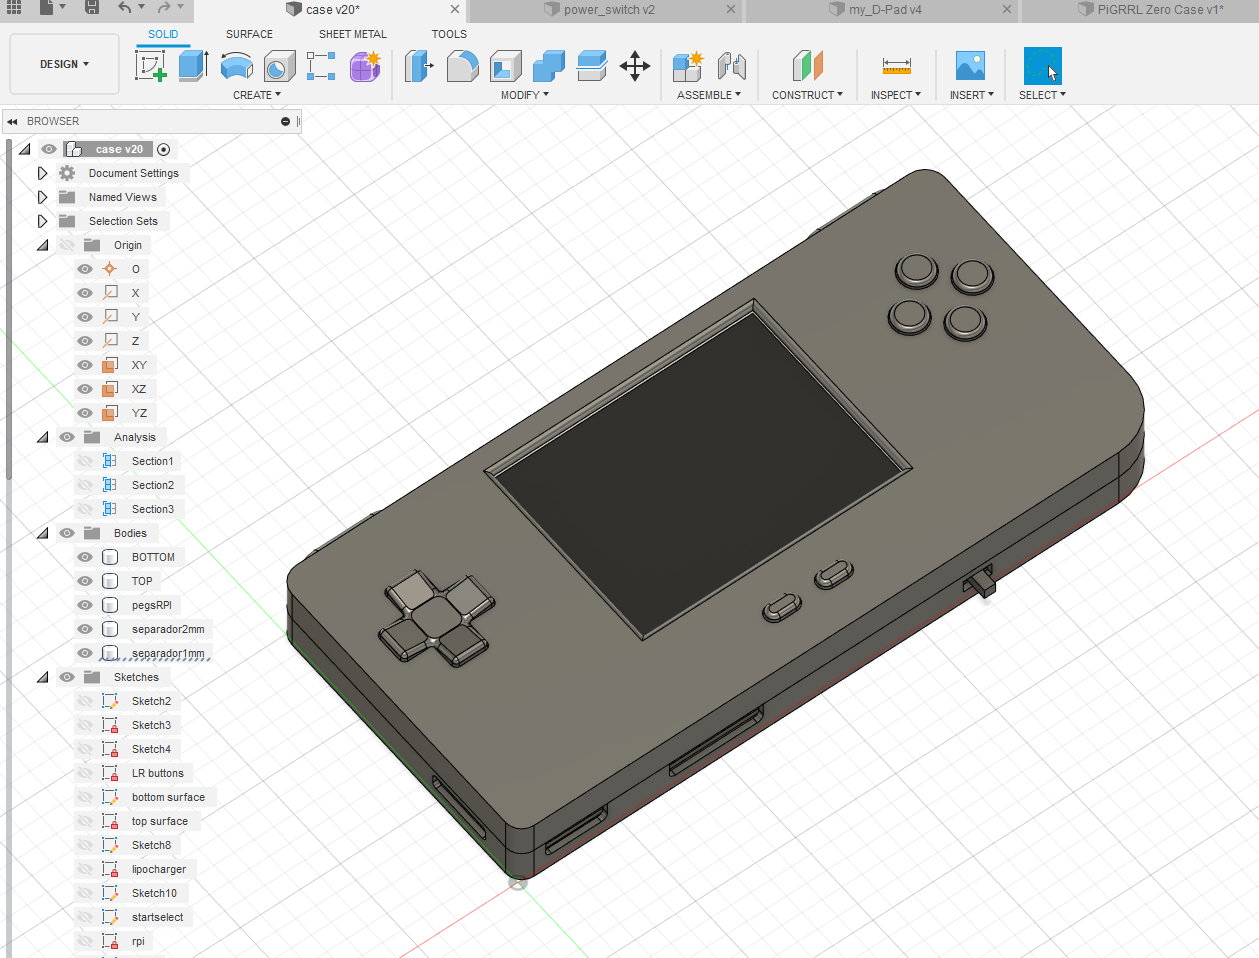 case v20*
power_switch v2
my_D-Pad v4
PiGRRL Zero Case v1*
SOLID
SURFACE
SHEET METAL
TOOLS
DESIGN
CREATE
MODIFY
ASSEMBLE
CONSTRUCT
INSPECT
INSERT
SELECT
BROWSER
case v20
Document Settings
Named Views
Selection Sets
Origin
O
X
Y
Z
XY
XZ
YZ
Analysis
Section1
Section2
Section3
Bodies
BOTTOM
TOP
pegsRPI
separador2mm
separador1mm
Sketches
Sketch2
Sketch3
Sketch4
LR buttons
bottom surface
top surface
Sketch8
lipocharger
Sketch10
startselect
rpi